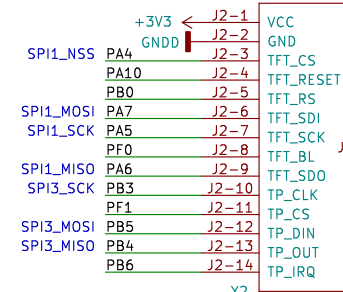 +3V3 J2-1 VCC
GNDD J2-2 GND
SPI1_NSS PA4 J2-3 TFT_CS
PA10 J2-4 TFT_RESET
PB0 J2-5 TFT_RS
SPI1_MOSI PA7 J2-6 TFT_SDI
SPI1_SCK PA5 J2-7 TFT_SCK
PF0 J2-8 TFT_BL
SPI1_MISO PA6 J2-9 TFT_SDO
SPI3_SCK PB3 J2-10 TP_CLK
PF1 J2-11 TP_CS
SPI3_MOSI PB5 J2-12 TP_DIN
SPI3_MISO PB4 J2-13 TP_OUT
PB6 J2-14 TP_IRQ